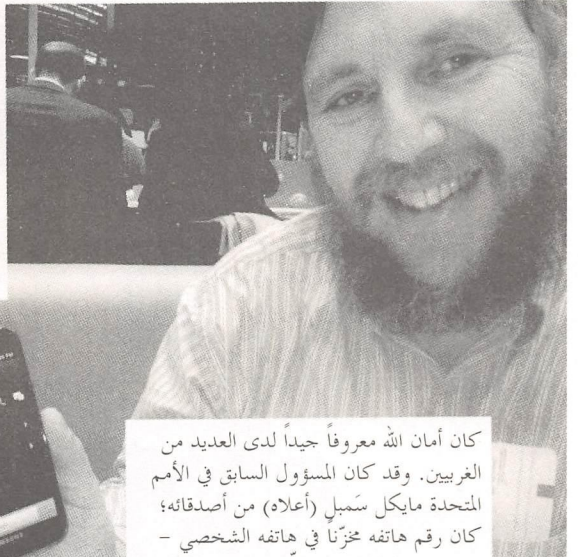 كان أمان الله معروفاً جيداً لدى العديد من
الغربيين. وقد كان المسؤول السابق في الأمم
المتحدة مايكل سَمبلٍ (أعلاه) من أصدقائه؛
كان رقم هاتفه مخزّنا في هاتفه الشخصي –